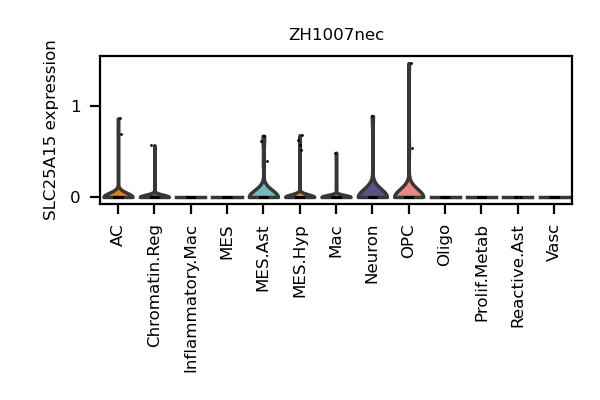 ZH1007nec
SLC25A15 expression
1
0
AC
Chromatin.Reg
Inflammatory.Mac
MES
MES.Ast
MES.Hyp
Mac
Neuron
OPC
Oligo
Prolif.Metab
Reactive.Ast
Vasc